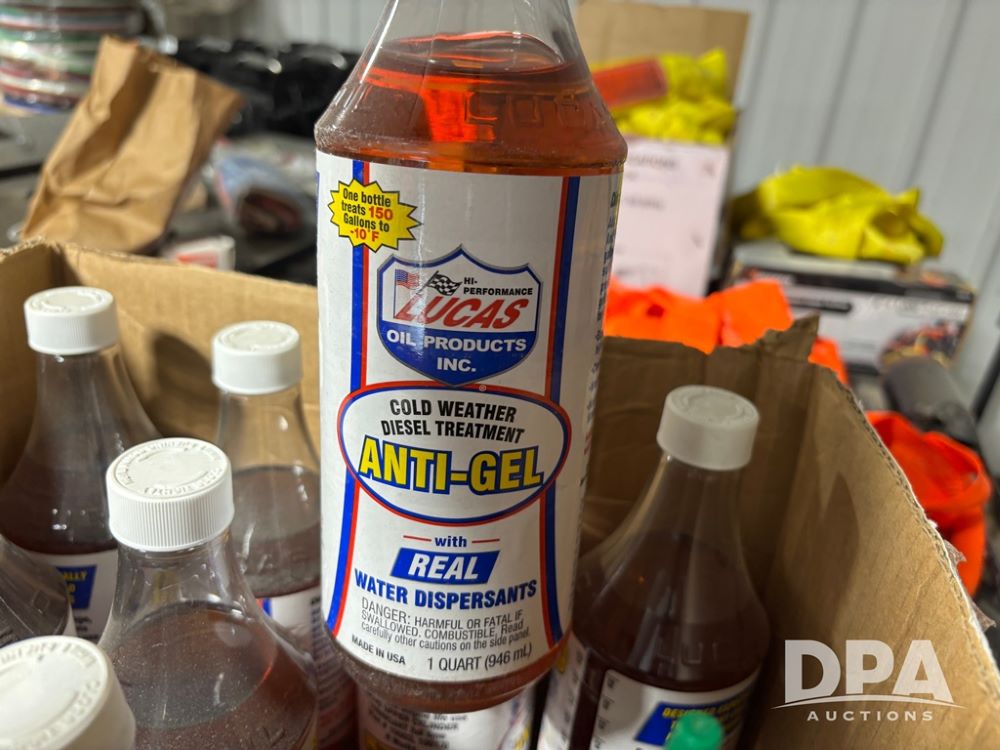 One bottle
treats 150
Gallons to
-10°F
HI-
PERFORMANCE
LUCAS
OIL PRODUCTS
INC.
®
COLD WEATHER
DIESEL TREATMENT
ANTI-GEL
with
REAL
WATER DISPERSANTS
DANGER: HARMFUL OR FATAL IF
SWALLOWED. COMBUSTIBLE, Read
carefully other cautions on the side panel.
MADE IN USA
1 QUART (946 mL)
DPA
AUCTIONS